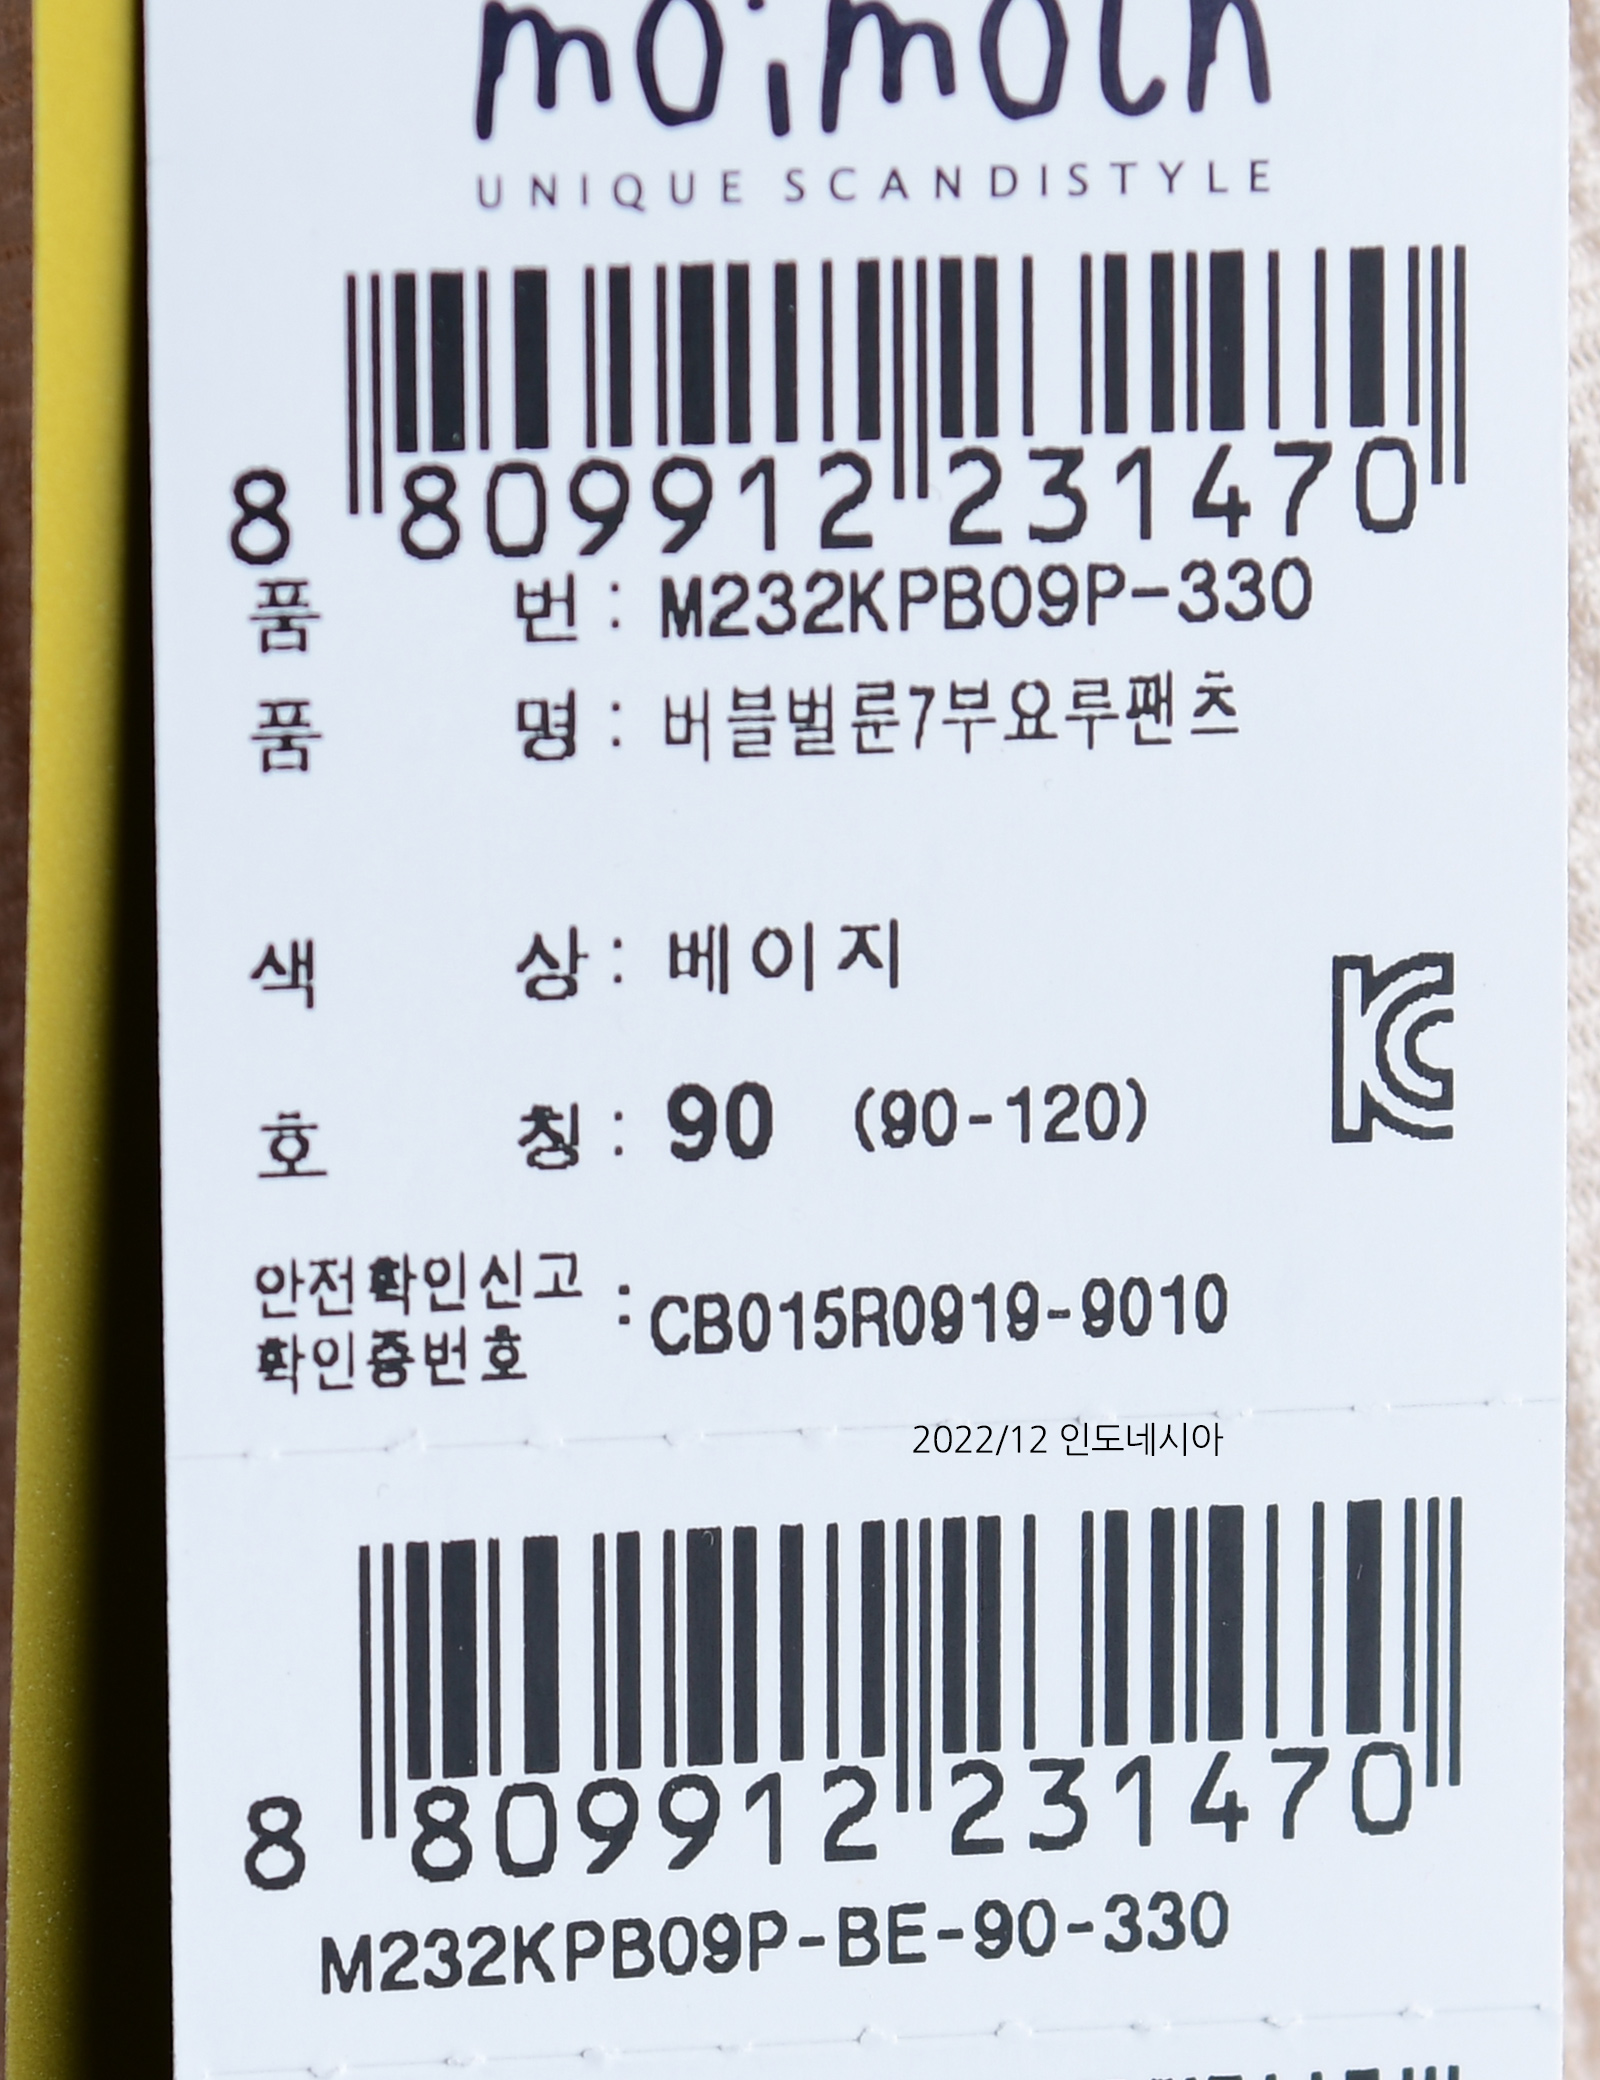 moimoln
UNIQUE SCANDISTYLE
8 809912 231470
품 번 : M232KPB09P-330
품 명 : 버블벌룬7부요루팬츠
색 상 : 베이지
호 칭 : 90 (90-120)
안전확인신고
확인증번호 : CB015R0919-9010
2022/12 인도네시아
8 809912 231470
M232KPB09P-BE-90-330